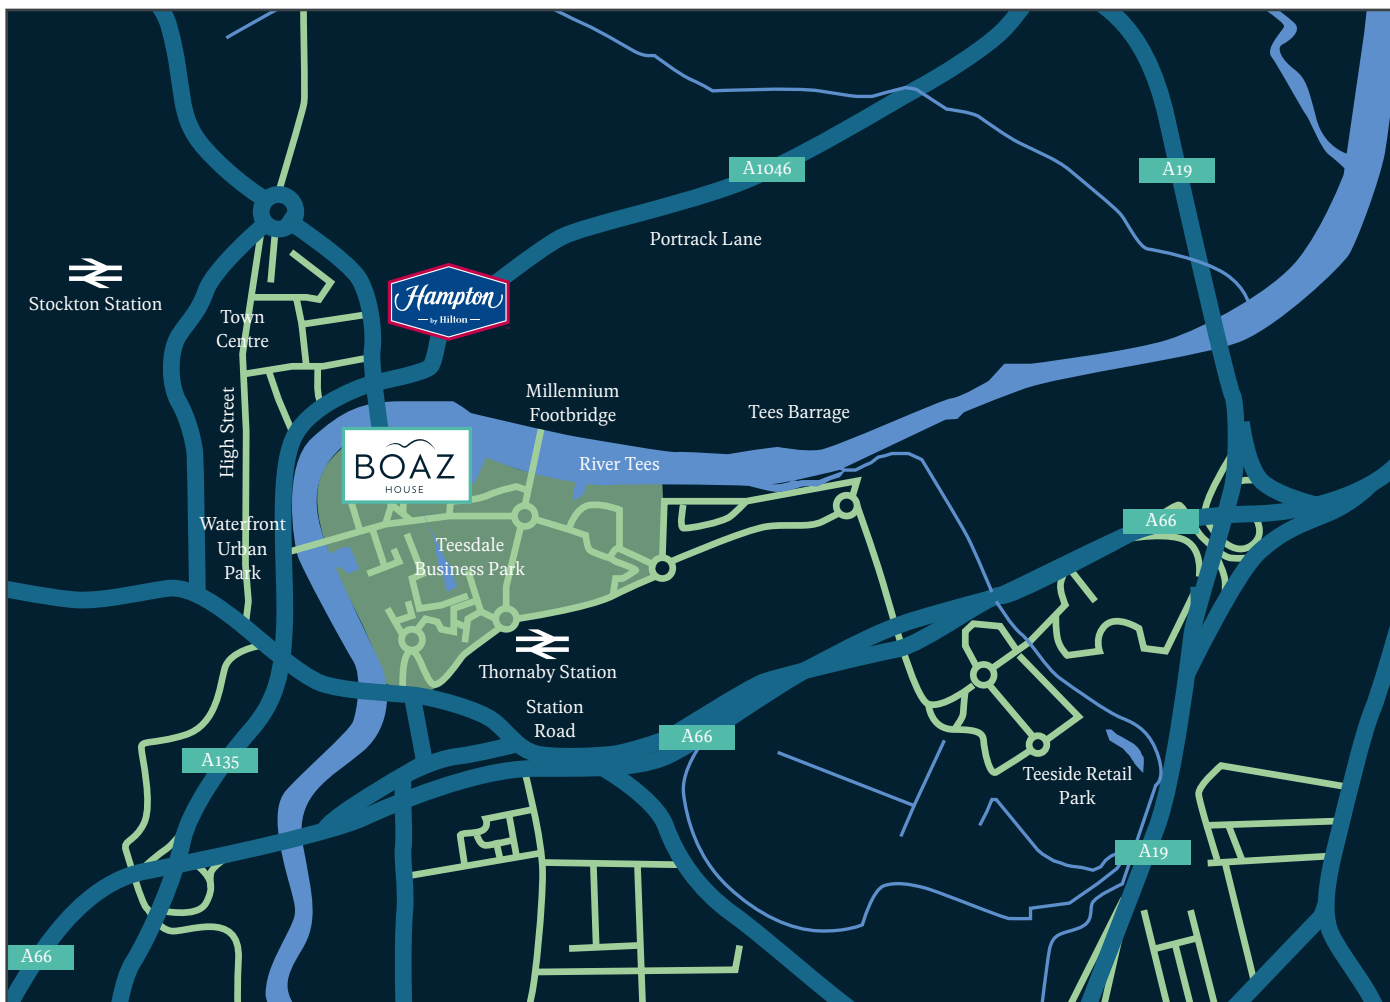 A1046
A19
Portrack Lane
Stockton Station
Hampton
by Hilton
Town
Centre
High Street
Millennium
Footbridge
Tees Barrage
BOAZ
HOUSE
River Tees
Waterfront
Urban
Park
A66
Teesdale
Business Park
Thornaby Station
Station
Road
A66
A135
Teeside Retail
Park
A19
A66